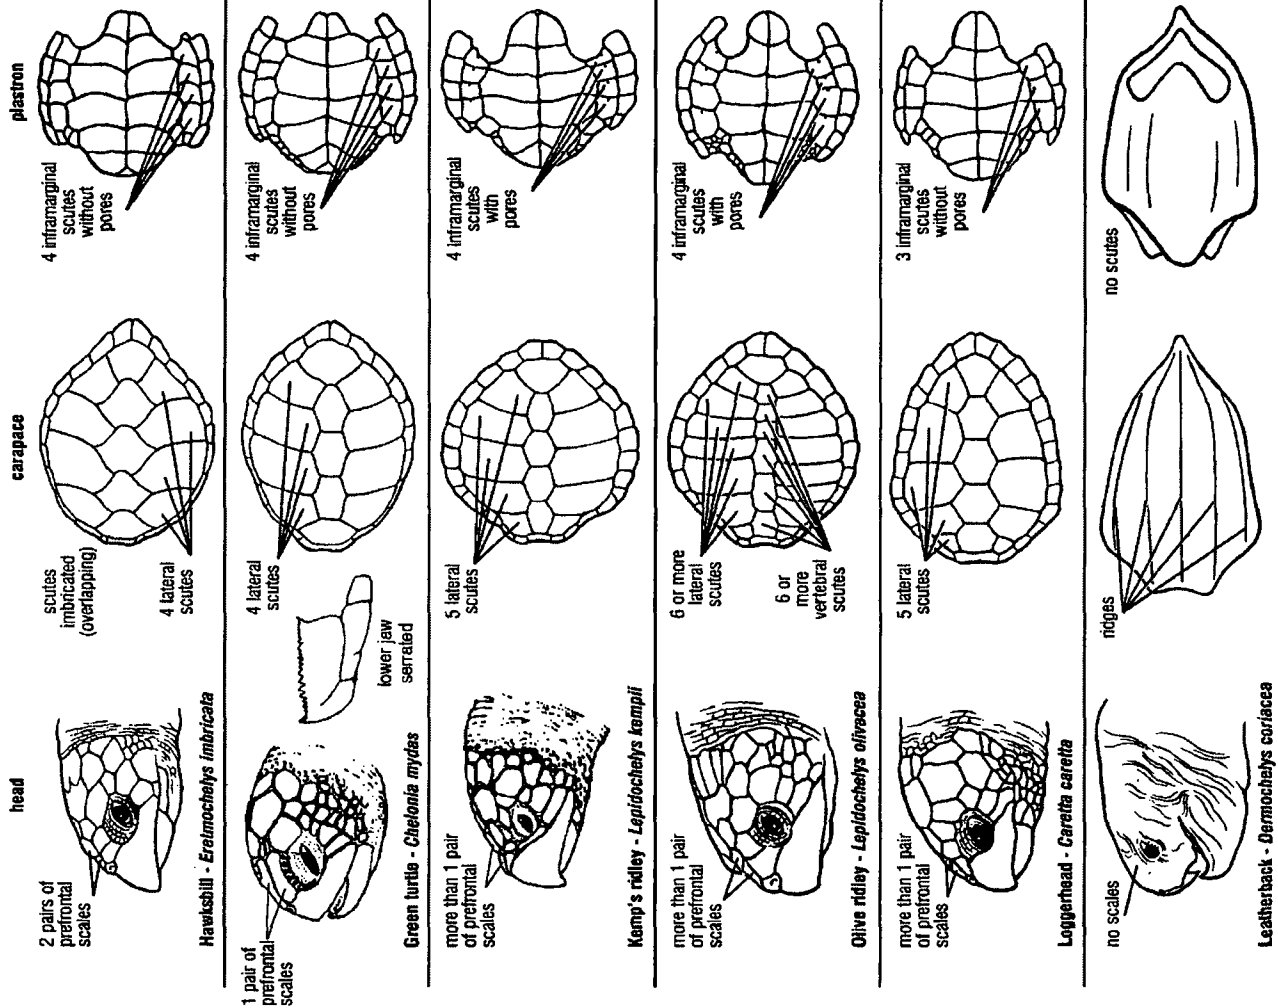 head
carapace
plastron
2 pairs of
prefrontal
scales
Hawksbill - Eretmochelys imbricata
scutes
imbricated
(overlapping)
4 lateral
scutes
4 inframarginal
scutes
without
pores
1 pair of
prefrontal
scales
Green turtle - Chelonia mydas
lower jaw
serrated
4 lateral
scutes
4 inframarginal
scutes
without
pores
more than 1 pair
of prefrontal
scales
Kemp's ridley - Lepidochelys kempii
5 lateral
scutes
4 inframarginal
scutes
with
pores
more than 1 pair
of prefrontal
scales
Olive ridley - Lepidochelys olivacea
6 or more
lateral
scutes
6 or
more
vertebral
scutes
4 inframarginal
scutes
with
pores
more than 1 pair
of prefrontal
scales
Loggerhead - Caretta caretta
5 lateral
scutes
3 inframarginal
scutes
without
pores
no scales
Leatherback - Dermochelys coriacea
ridges
no scutes